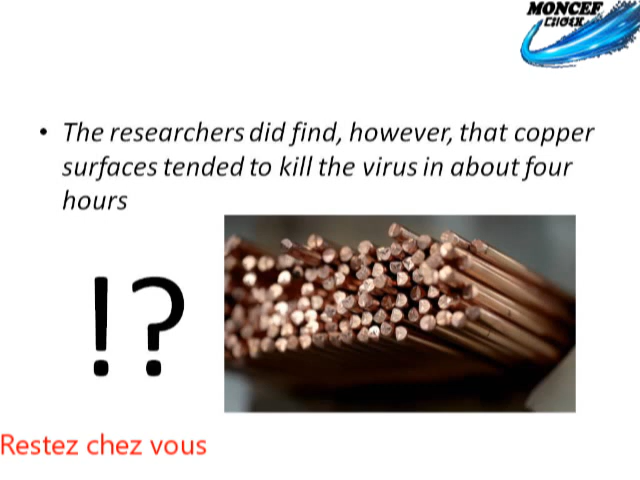 MONCEF
• The researchers did find, however, that copper
surfaces tended to kill the virus in about four
hours
!?
Restez chez vous